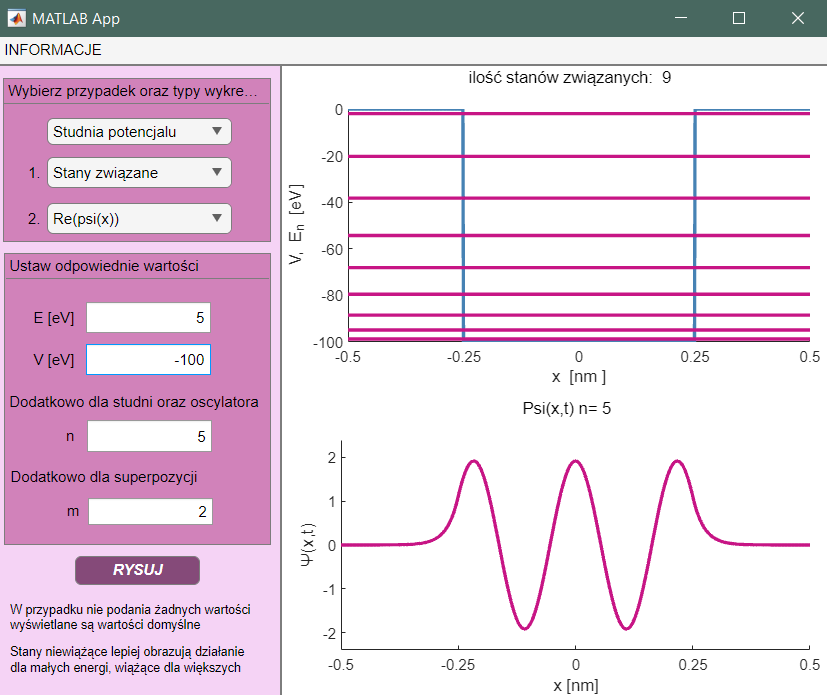 MATLAB App
INFORMACJE
Wybierz przypadek oraz typy wykre...
Studnia potencjalu
1. Stany związane
2. Re(psi(x))
Ustaw odpowiednie wartości
E [eV] 5
V [eV] -100
Dodatkowo dla studni oraz oscylatora
n 5
Dodatkowo dla superpozycji
m 2
RYSUJ
W przypadku nie podania żadnych wartości
wyświetlane są wartości domyślne
Stany niewiążące lepiej obrazują działanie
dla małych energi, wiążące dla większych
ilość stanów związanych: 9
V, En [eV]
0
-20
-40
-60
-80
-100
-0.5 -0.25 0 0.25 0.5
x [nm ]
Psi(x,t) n= 5
Ψ(x,t)
2
1
0
-1
-2
-0.5 -0.25 0 0.25 0.5
x [nm]